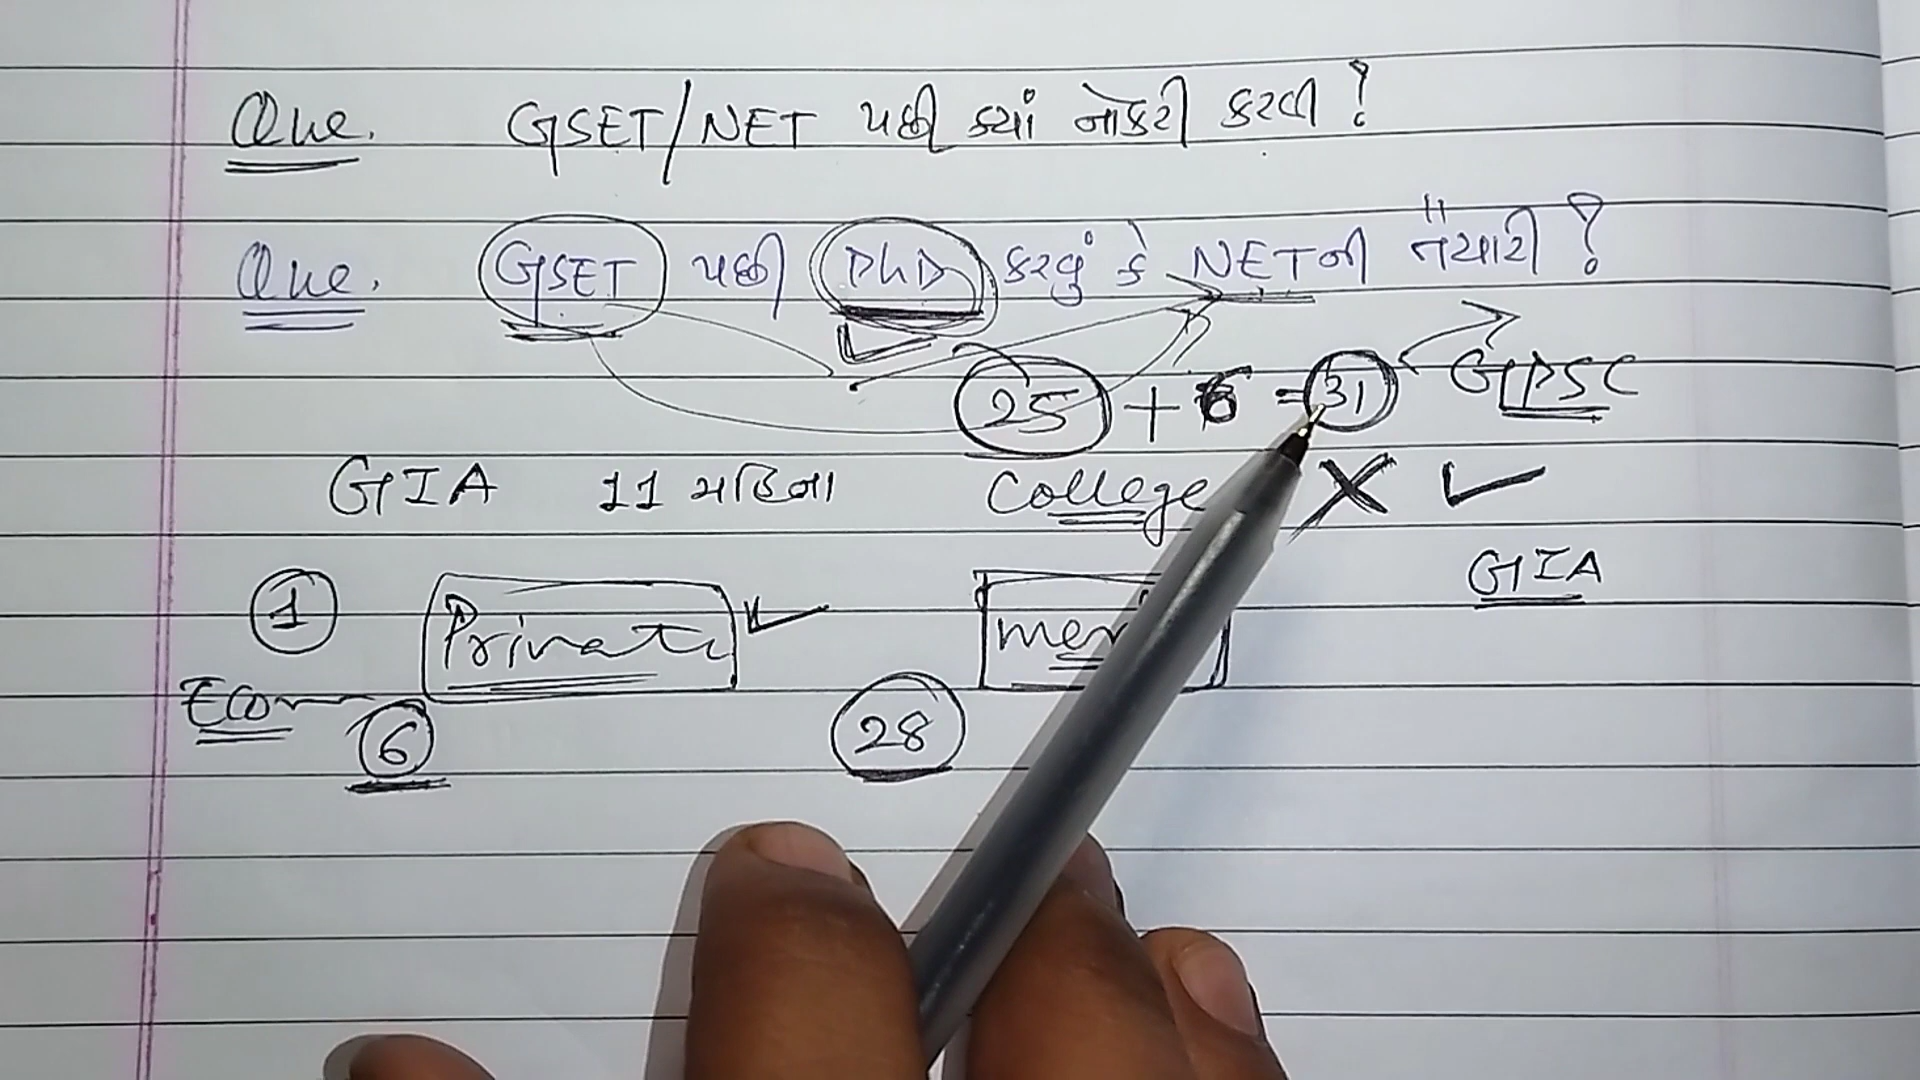 Que. GSET/NET પછી ક્યાં નોકરી કરવી?
Que. GSET પછી PhD કરવું કે NETની તૈયારી?
25 + 6 = 31 GPSC
GIA 11 મહિના College
GIA
1 Private
Econ 6 28